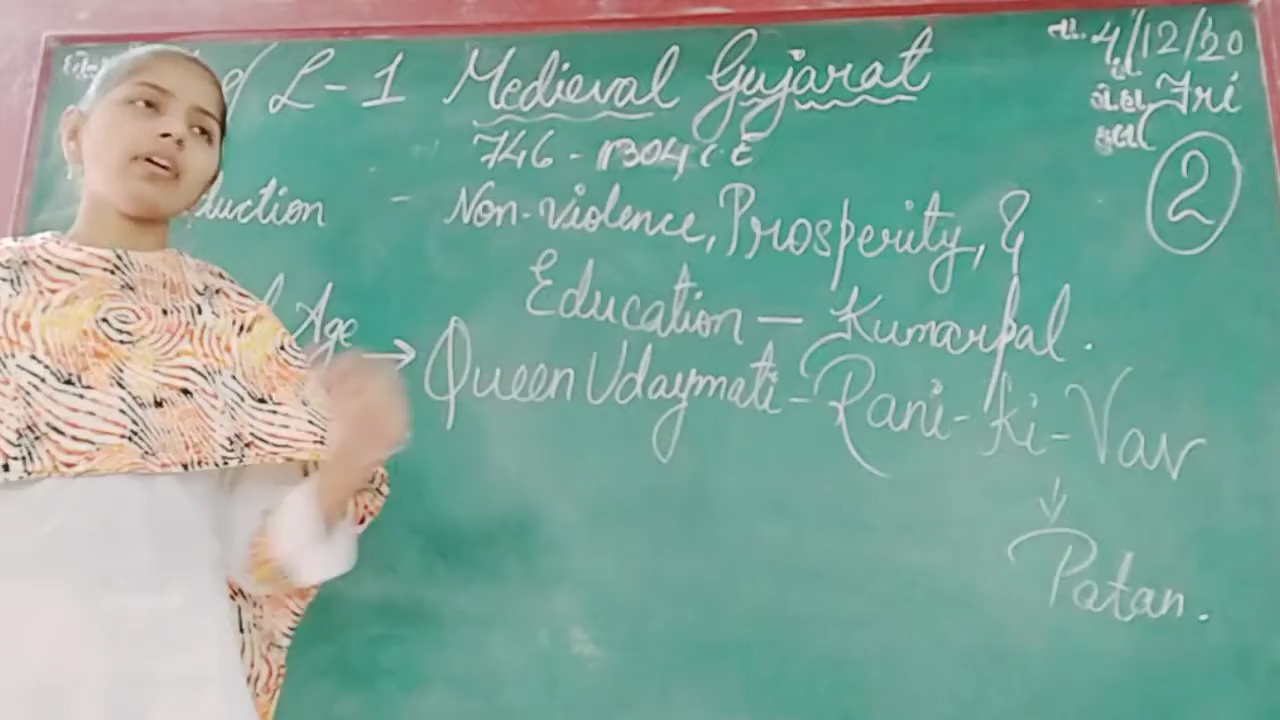 L-1 Medieval Gujarat
તા. 4/12/20
Fri
746 - 1304 C.E
2
duction - Non-violence, Prosperity, &
Education - Kumarpal.
Age → Queen Udaymati - Rani-ki-Vav
↓
Patan.